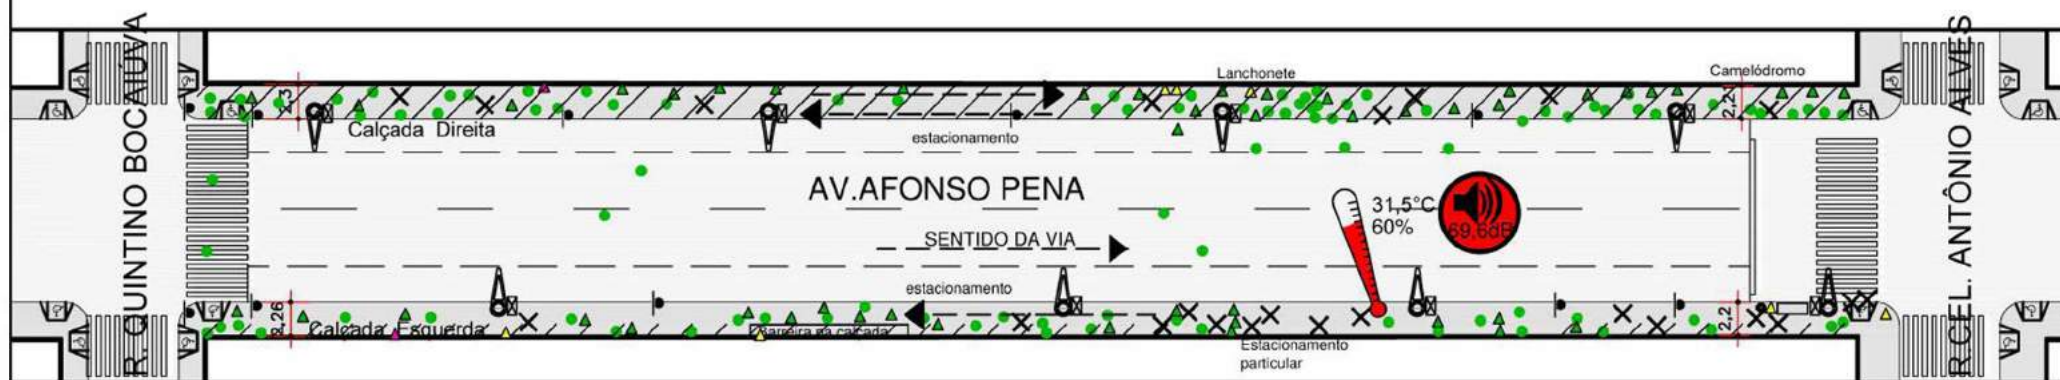 R. QUINTINO BOCAIÚVA
Lanchonete
Camelódromo
R.CEL. ANTÔNIO ALVES
2,3
2,2
Calçada Direita
estacionamento
AV.AFONSO PENA
31,5°C
60%
69,6dB
SENTIDO DA VIA
estacionamento
2,26
Calçada Esquerda
Barreira na calçada
2,2
Estacionamento
particular